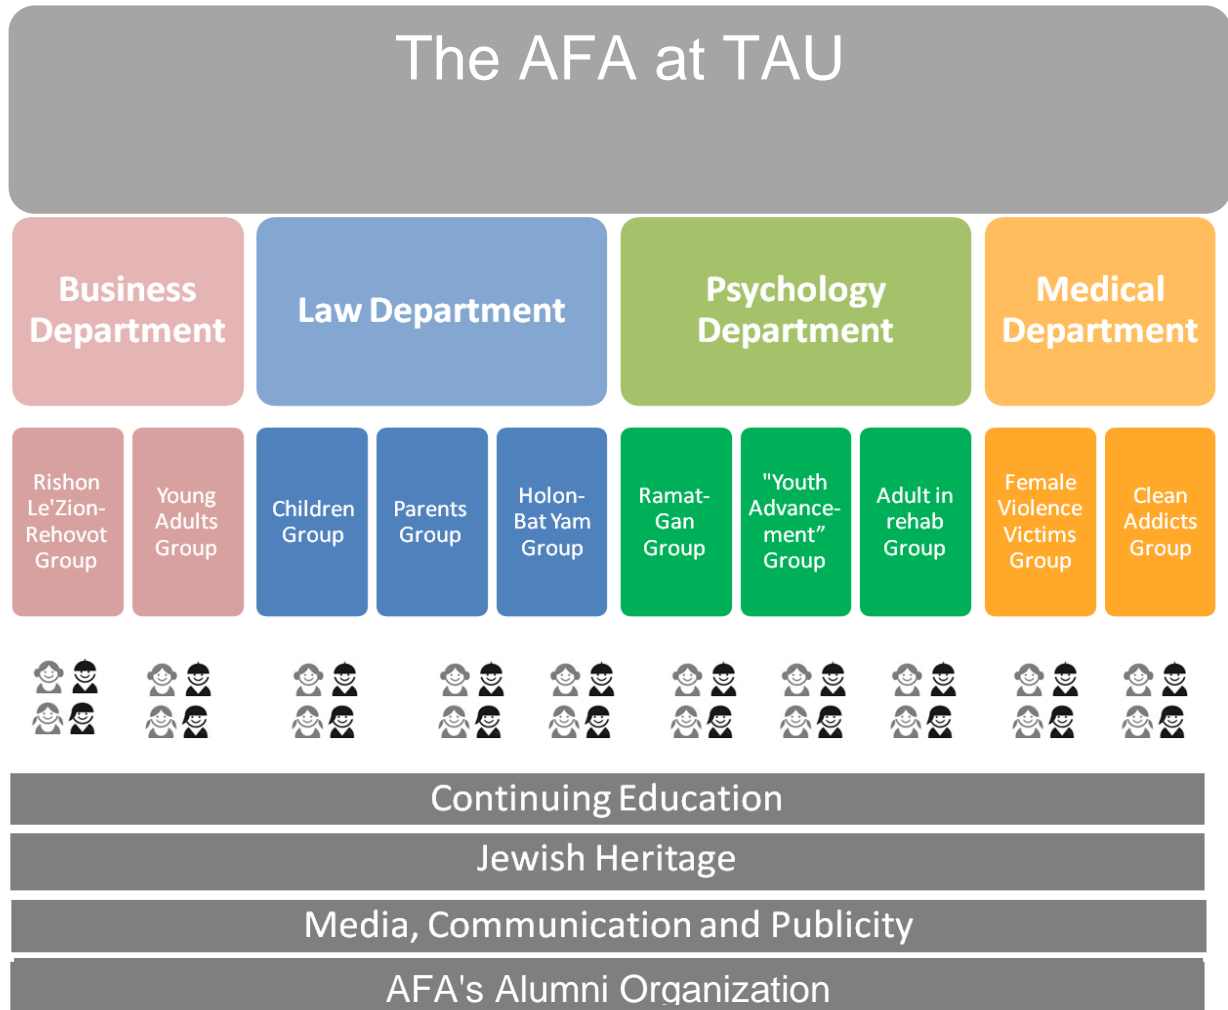 The AFA at TAU
Business
Department
Law Department
Psychology
Department
Medical
Department
Rishon
Le'Zion-
Rehovot
Group
Young
Adults
Group
Children
Group
Parents
Group
Holon-
Bat Yam
Group
Ramat-
Gan
Group
"Youth
Advance-
ment”
Group
Adult in
rehab
Group
Female
Violence
Victims
Group
Clean
Addicts
Group
Continuing Education
Jewish Heritage
Media, Communication and Publicity
AFA's Alumni Organization